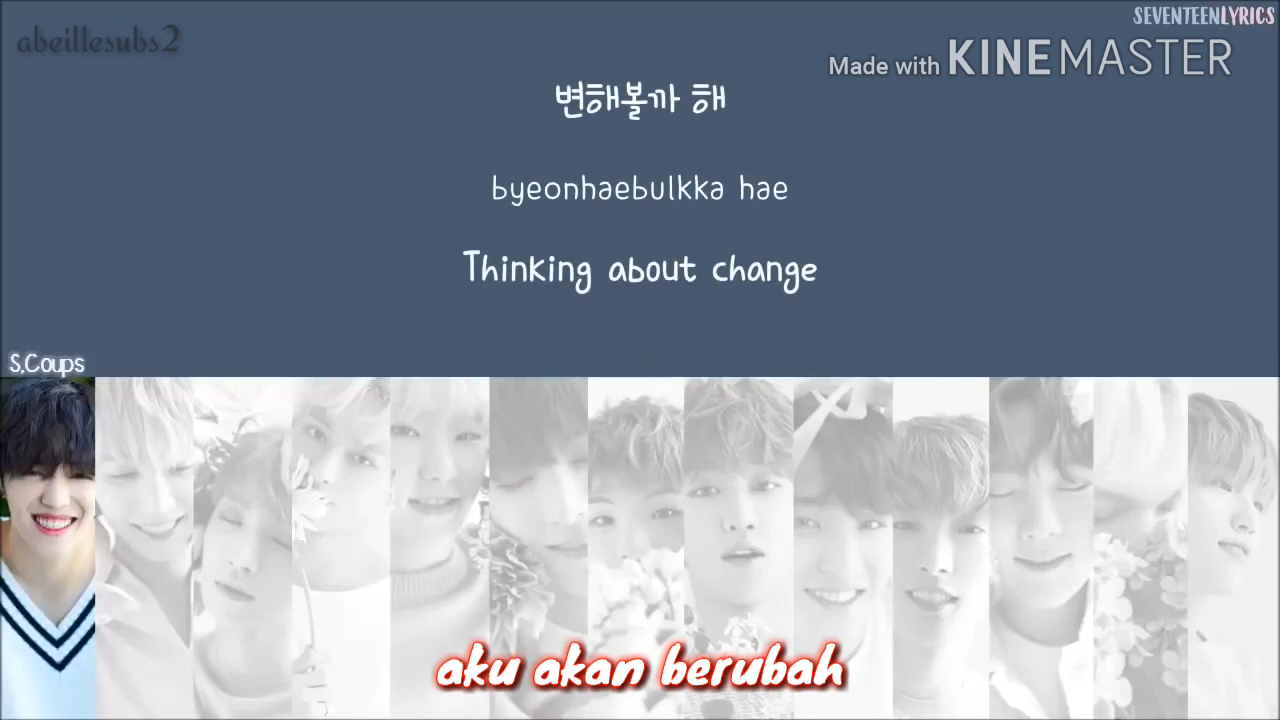 abeillesubs2
SEVENTEENLYRICS
Made with KINEMASTER
변해볼까 해
byeonhaebulkka hae
Thinking about change
S.Coups
aku akan berubah